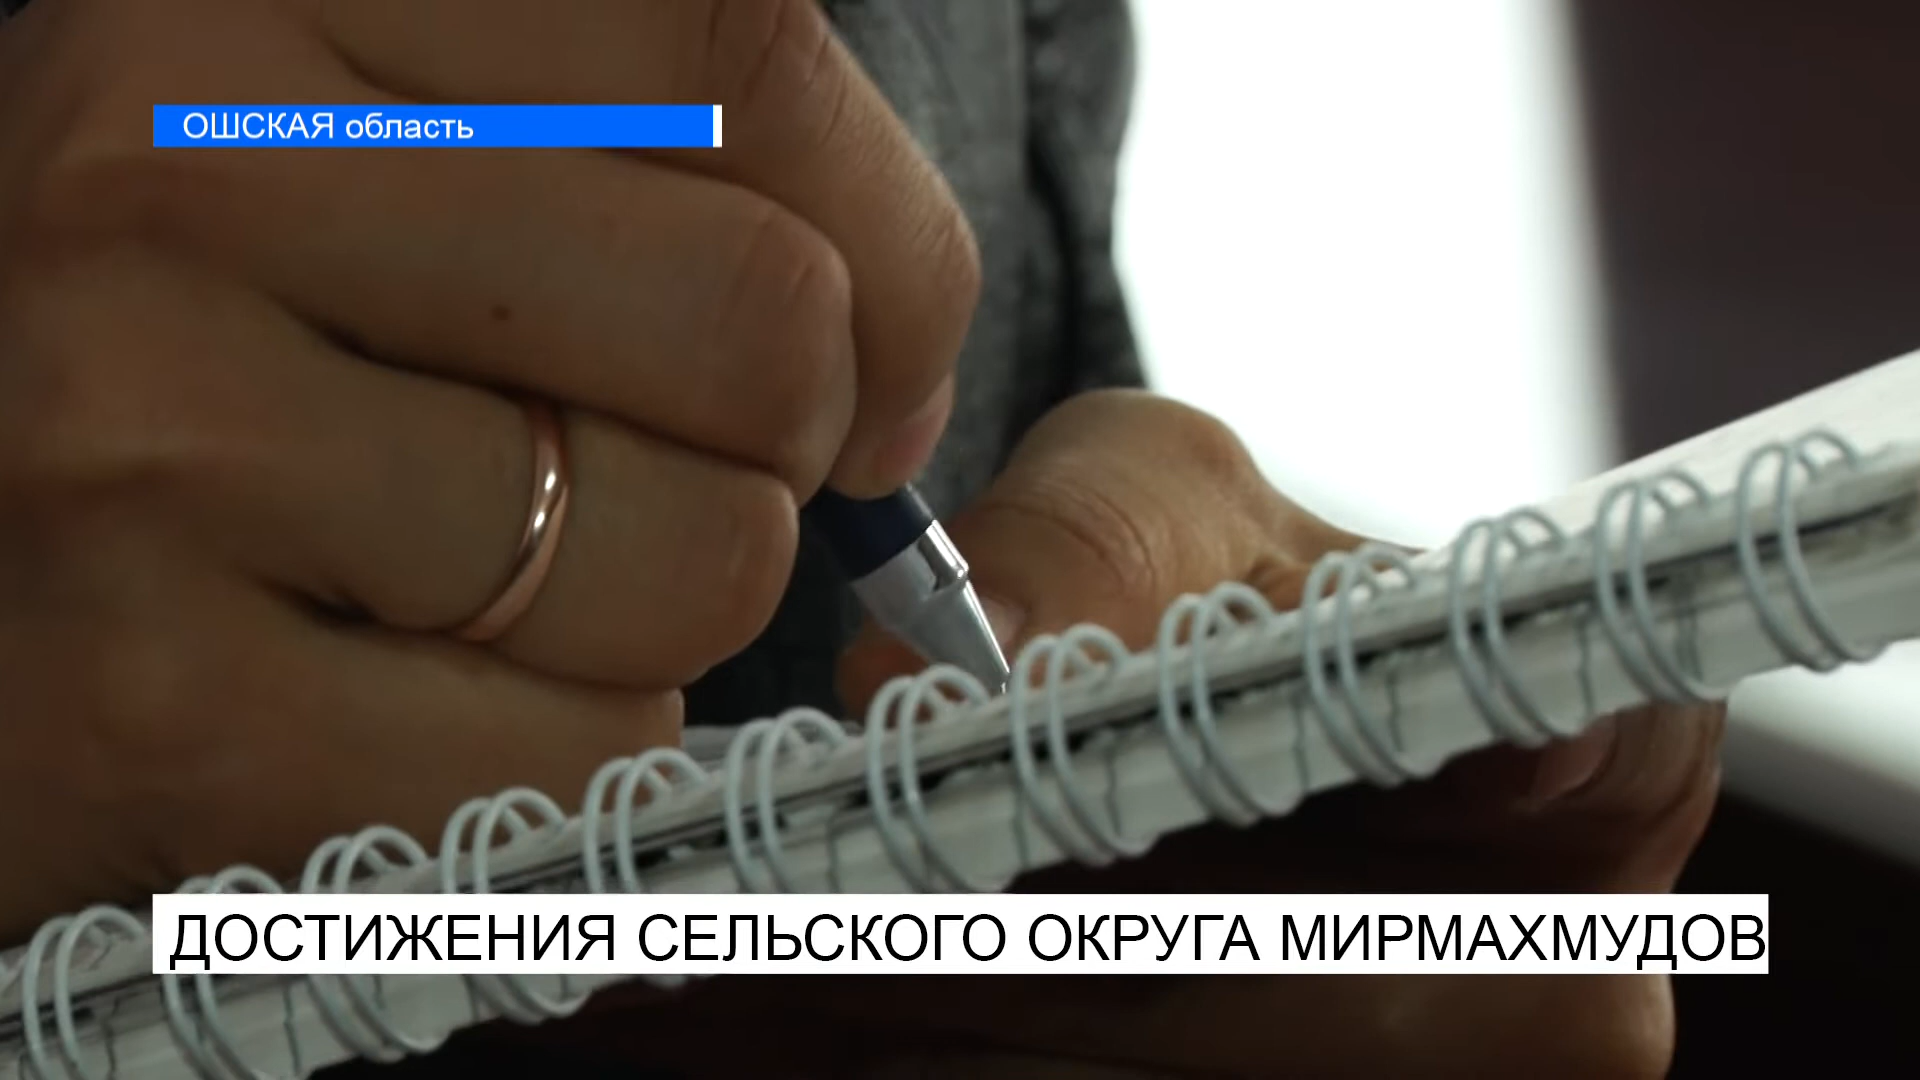 ОШСКАЯ область
ДОСТИЖЕНИЯ СЕЛЬСКОГО ОКРУГА МИРМАХМУДОВ